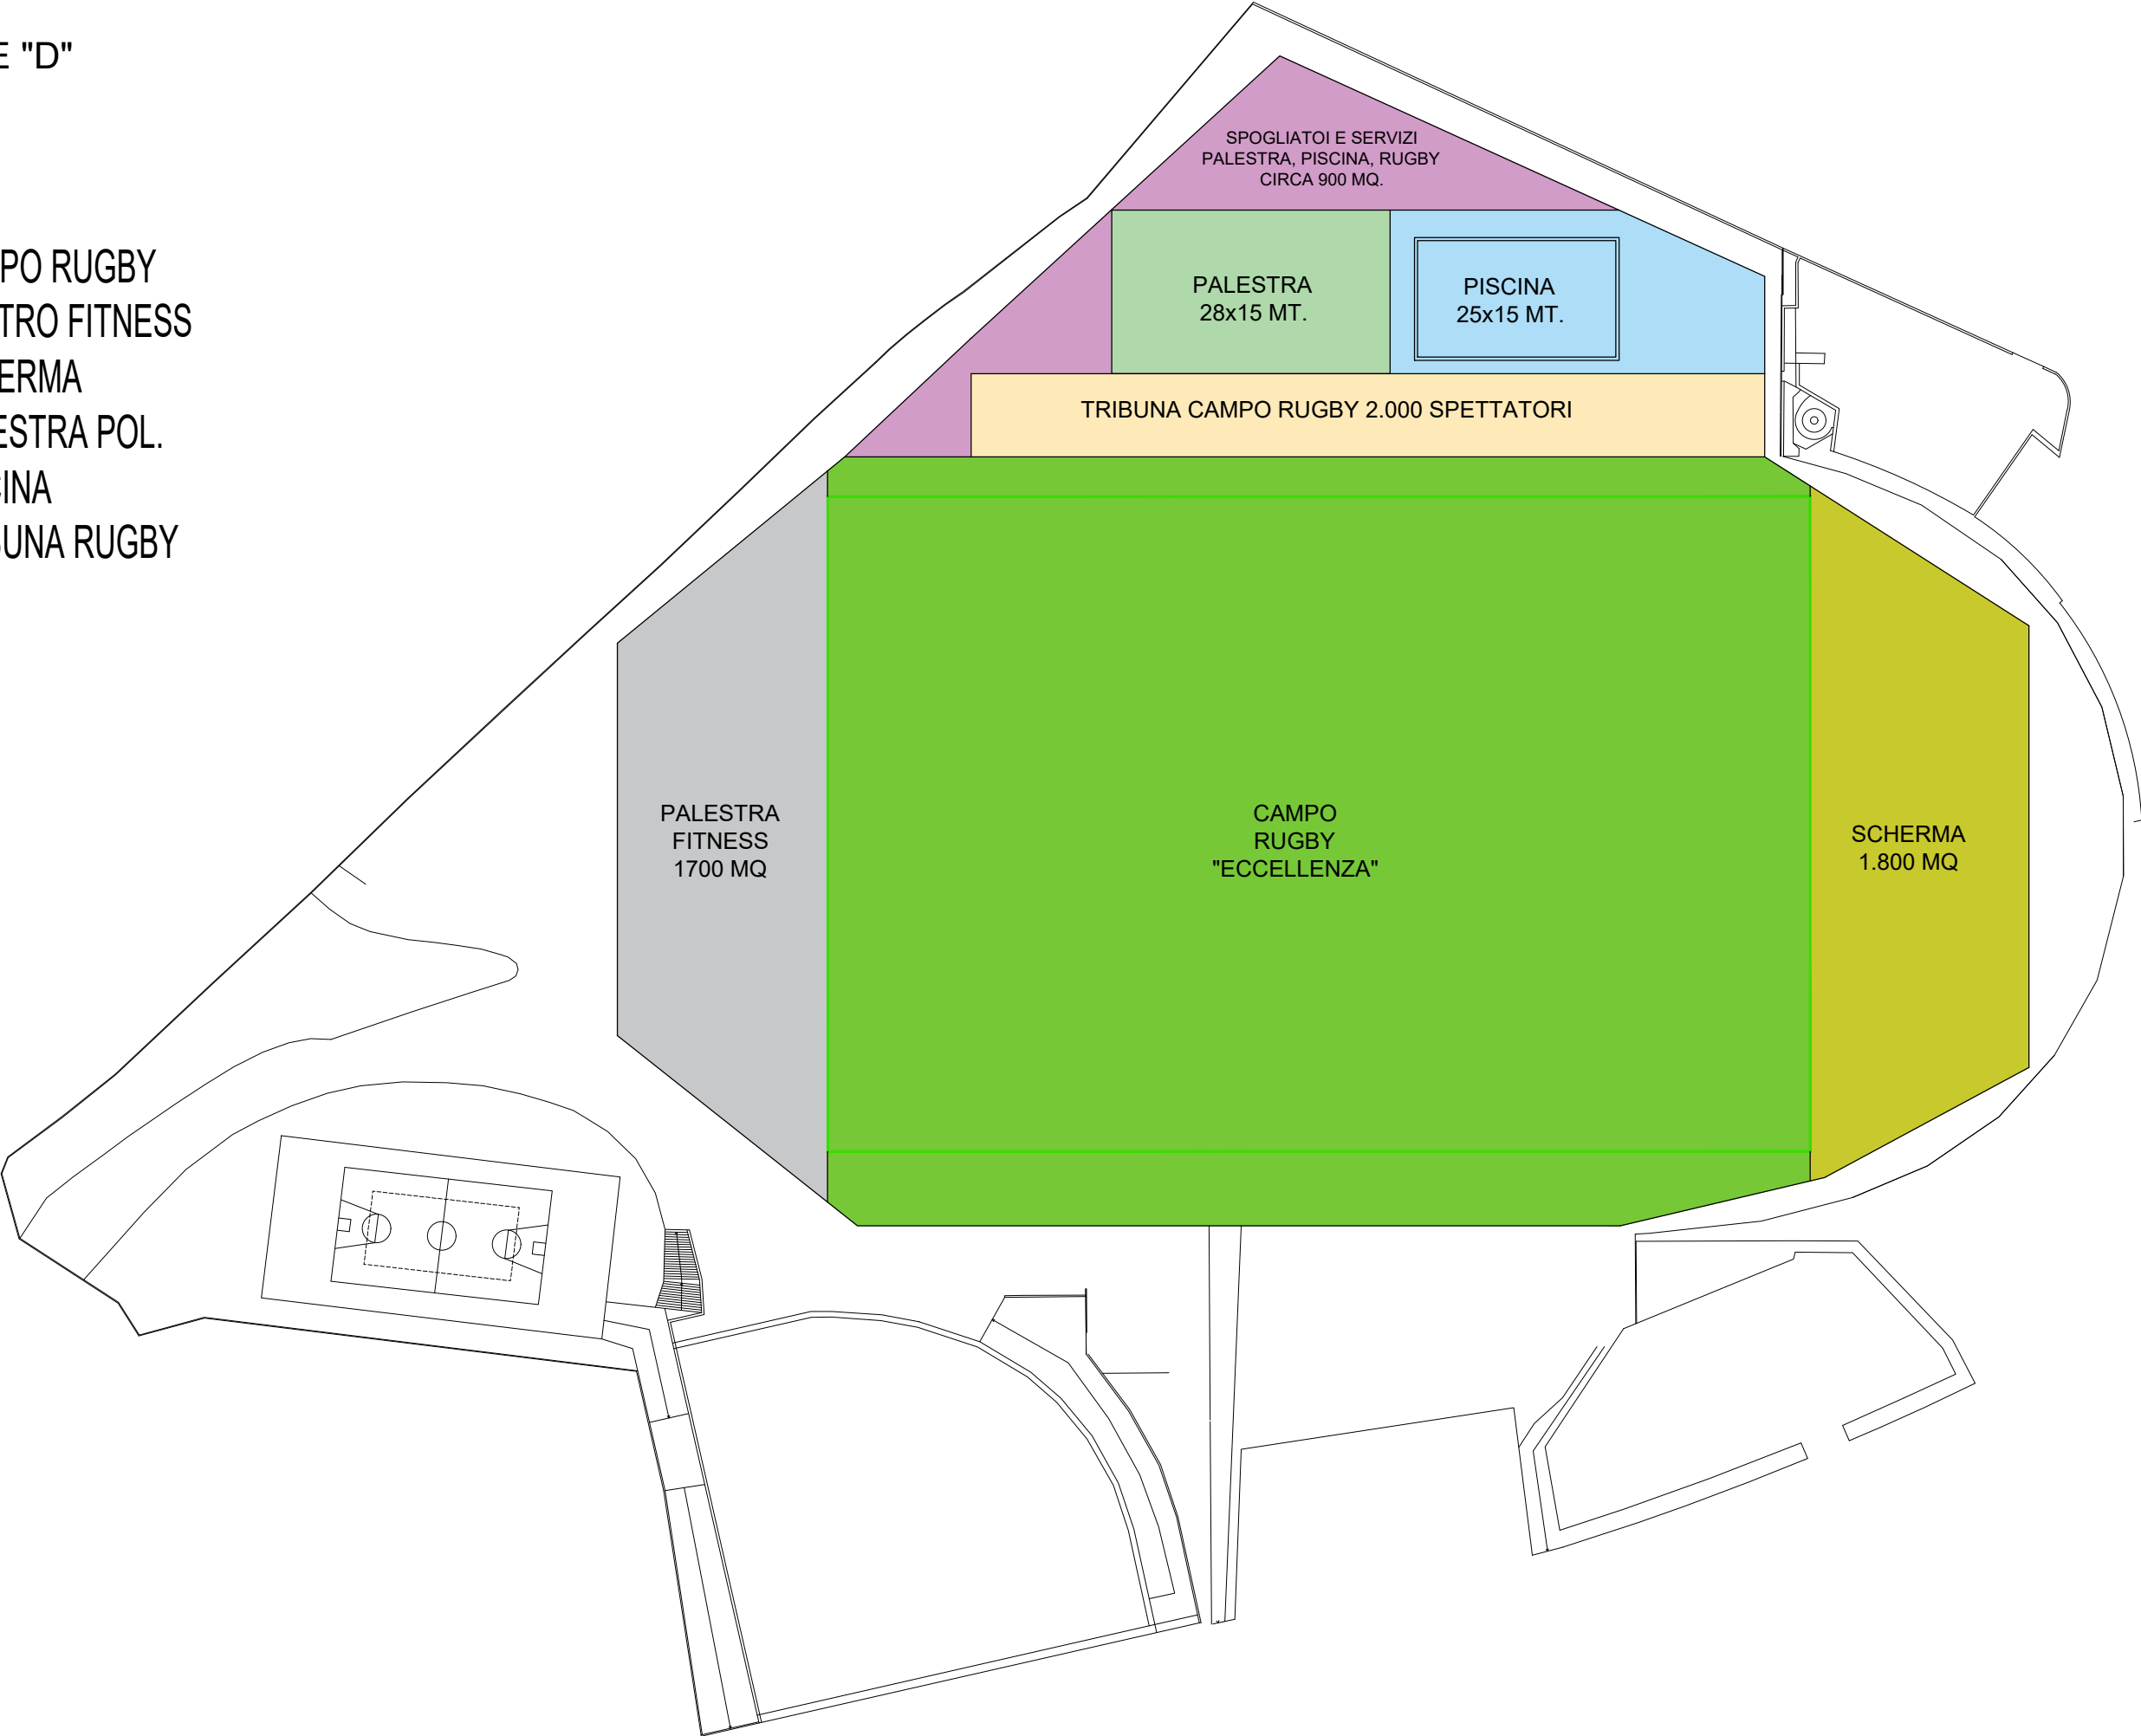 E "D"
PO RUGBY
TRO FITNESS
ERMA
ESTRA POL.
CINA
BUNA RUGBY
SPOGLIATOI E SERVIZI
PALESTRA, PISCINA, RUGBY
CIRCA 900 MQ.
PALESTRA
28x15 MT.
PISCINA
25x15 MT.
TRIBUNA CAMPO RUGBY 2.000 SPETTATORI
PALESTRA
FITNESS
1700 MQ
CAMPO
RUGBY
"ECCELLENZA"
SCHERMA
1.800 MQ